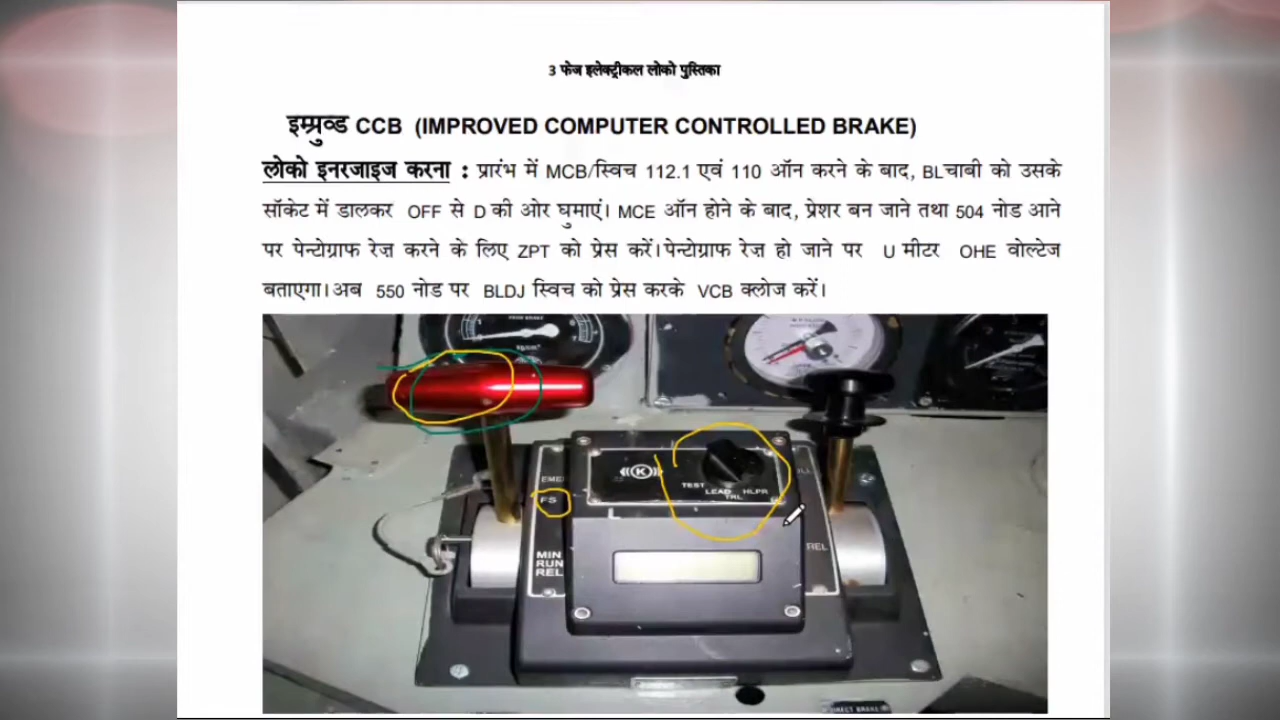 3 फेज इलेक्ट्रीकल लोको पुस्तिका
इम्प्रुव्ड CCB (IMPROVED COMPUTER CONTROLLED BRAKE)
लोको इनरजाइज करना : प्रारंभ में MCB/स्विच 112.1 एवं 110 ऑन करने के बाद, BLचाबी को उसके
सॉकेट में डालकर OFF से D की ओर घुमाएं। MCE ऑन होने के बाद, प्रेशर बन जाने तथा 504 नोड आने
पर पेन्टोग्राफ रेज़ करने के लिए ZPT को प्रेस करें। पेन्टोग्राफ रेज़ हो जाने पर U मीटर OHE वोल्टेज
बताएगा। अब 550 नोड पर BLDJ स्विच को प्रेस करके VCB क्लोज करें।
K
TEST
LEAD
TRL
HLPR
EMER
FS
MIN
RUN
REL
REL
DIRECT BRAKE